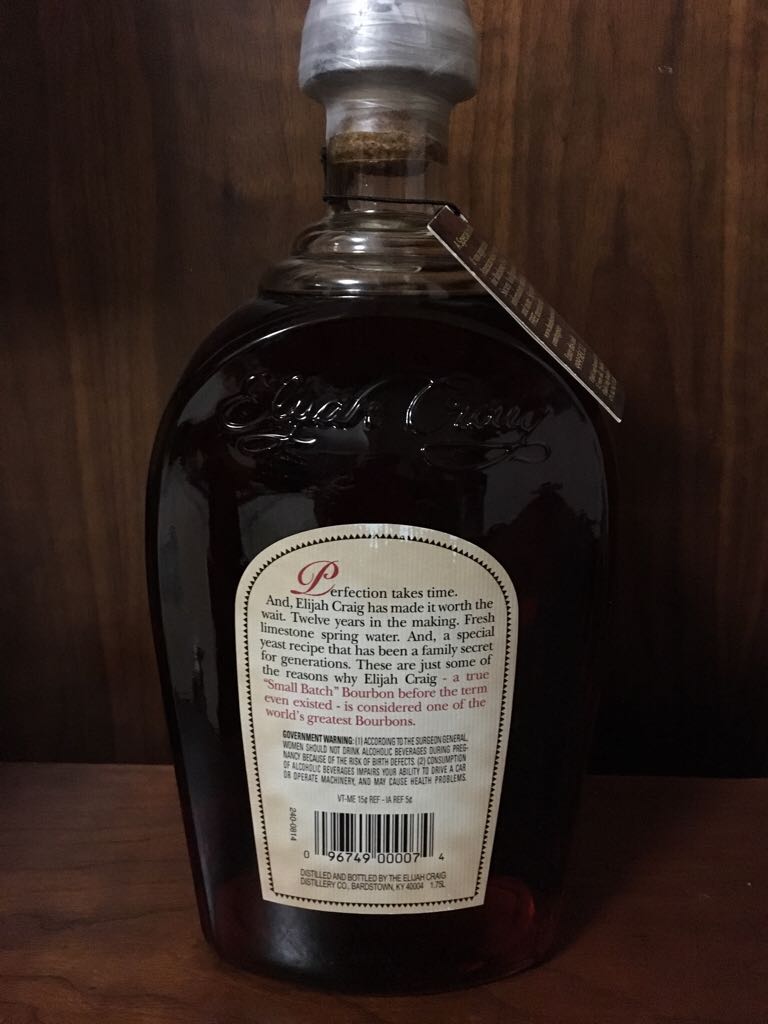 Elijah Craig
Perfection takes time.
And, Elijah Craig has made it worth the
wait. Twelve years in the making. Fresh
limestone spring water. And, a special
yeast recipe that has been a family secret
for generations. These are just some of
the reasons why Elijah Craig - a true
"Small Batch" Bourbon before the term
even existed - is considered one of the
world's greatest Bourbons.
GOVERNMENT WARNING: (1) ACCORDING TO THE SURGEON GENERAL,
WOMEN SHOULD NOT DRINK ALCOHOLIC BEVERAGES DURING PREG-
NANCY BECAUSE OF THE RISK OF BIRTH DEFECTS. (2) CONSUMPTION
OF ALCOHOLIC BEVERAGES IMPAIRS YOUR ABILITY TO DRIVE A CAR
OR OPERATE MACHINERY, AND MAY CAUSE HEALTH PROBLEMS.
VT-ME 15¢ REF - IA REF 5¢
240-0814
0 96749 00007 4
DISTILLED AND BOTTLED BY THE ELIJAH CRAIG
DISTILLERY CO., BARDSTOWN, KY 40004 1.75L